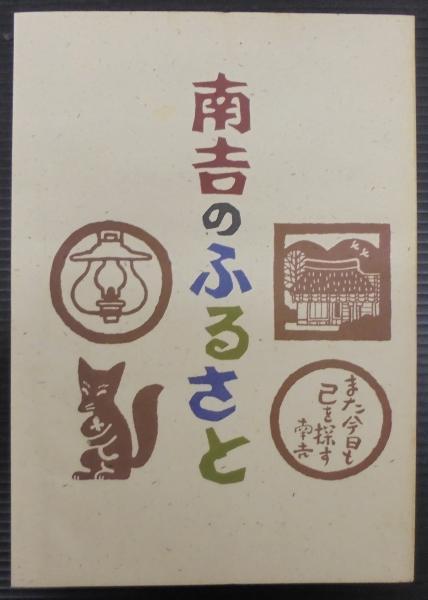 南吉のふるさと
また今日も
己を探す
南吉